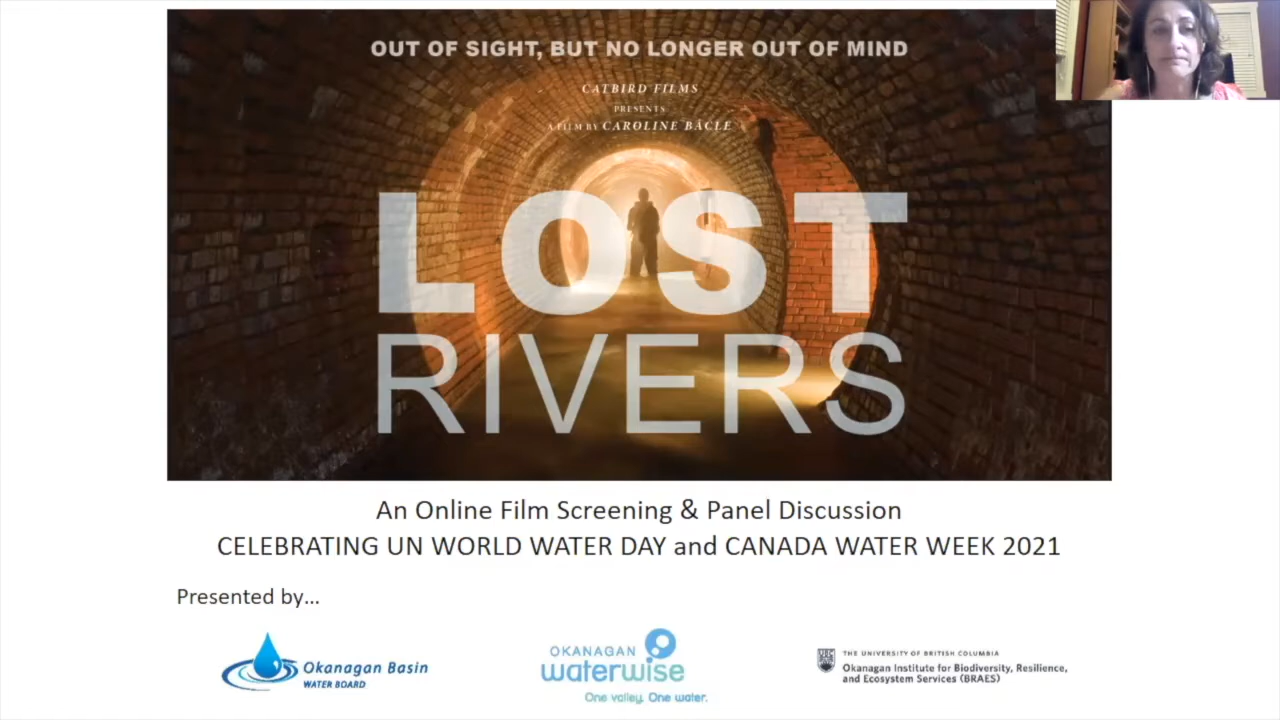 OUT OF SIGHT, BUT NO LONGER OUT OF MIND
CATBIRD FILMS
PRESENTS
A FILM BY CAROLINE BÂCLE
LOST
RIVERS
An Online Film Screening & Panel Discussion
CELEBRATING UN WORLD WATER DAY and CANADA WATER WEEK 2021
Presented by...
Okanagan Basin
WATER BOARD
OKANAGAN
waterwise
One valley. One water.
THE UNIVERSITY OF BRITISH COLUMBIA
Okanagan Institute for Biodiversity, Resilience,
and Ecosystem Services (BRAES)